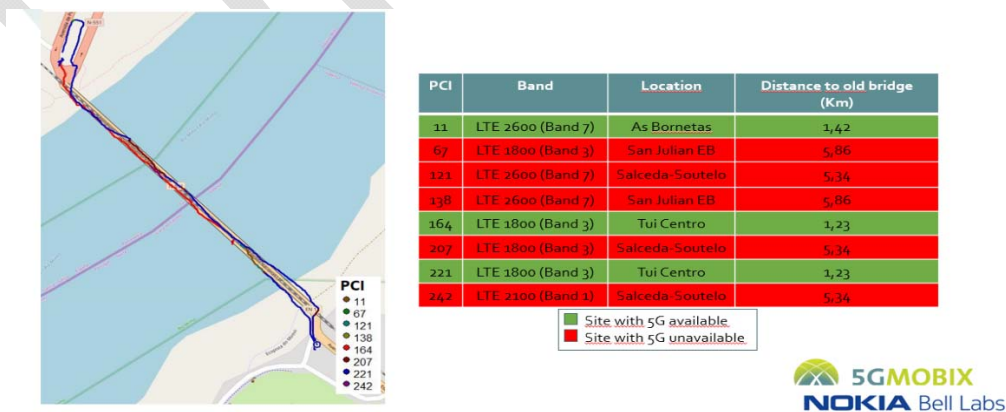 PCI
11
67
121
138
164
207
221
242
PCI Band Location Distance to old bridge (Km)
11 LTE 2600 (Band 7) As Bornetas 1,42
67 LTE 1800 (Band 3) San Julian EB 5,86
121 LTE 2600 (Band 7) Salceda-Soutelo 5,34
138 LTE 2600 (Band 7) San Julian EB 5,86
164 LTE 1800 (Band 3) Tui Centro 1,23
207 LTE 1800 (Band 3) Salceda-Soutelo 5,34
221 LTE 1800 (Band 3) Tui Centro 1,23
242 LTE 2100 (Band 1) Salceda-Soutelo 5,34
Site with 5G available
Site with 5G unavailable
5GMOBIX
NOKIA Bell Labs